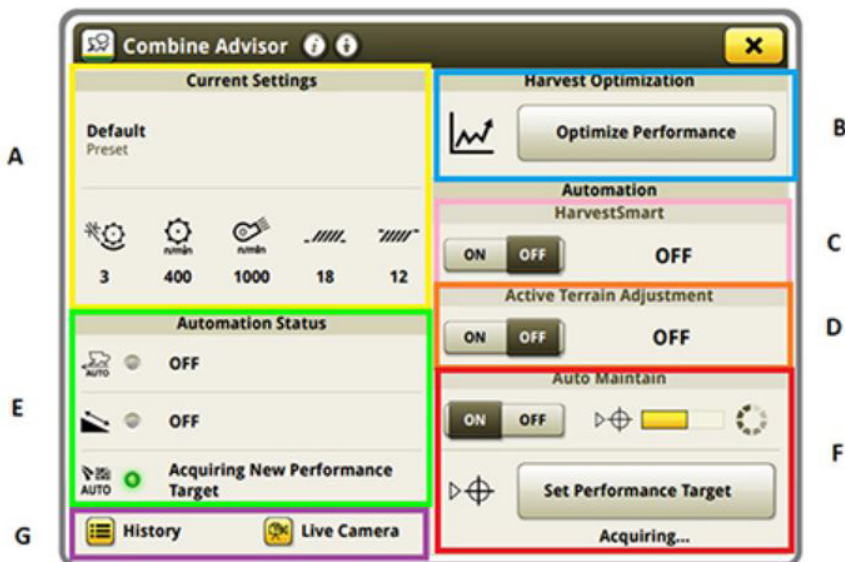 Combine Advisor
Current Settings
Default
Preset
n/min
n/min
3
400
1000
18
12
Automation Status
AUTO
OFF
OFF
AUTO
Acquiring New Performance
Target
History
Live Camera
Harvest Optimization
Optimize Performance
Automation
HarvestSmart
ON
OFF
OFF
Active Terrain Adjustment
ON
OFF
OFF
Auto Maintain
ON
OFF
Set Performance Target
Acquiring...
A
B
C
D
E
F
G